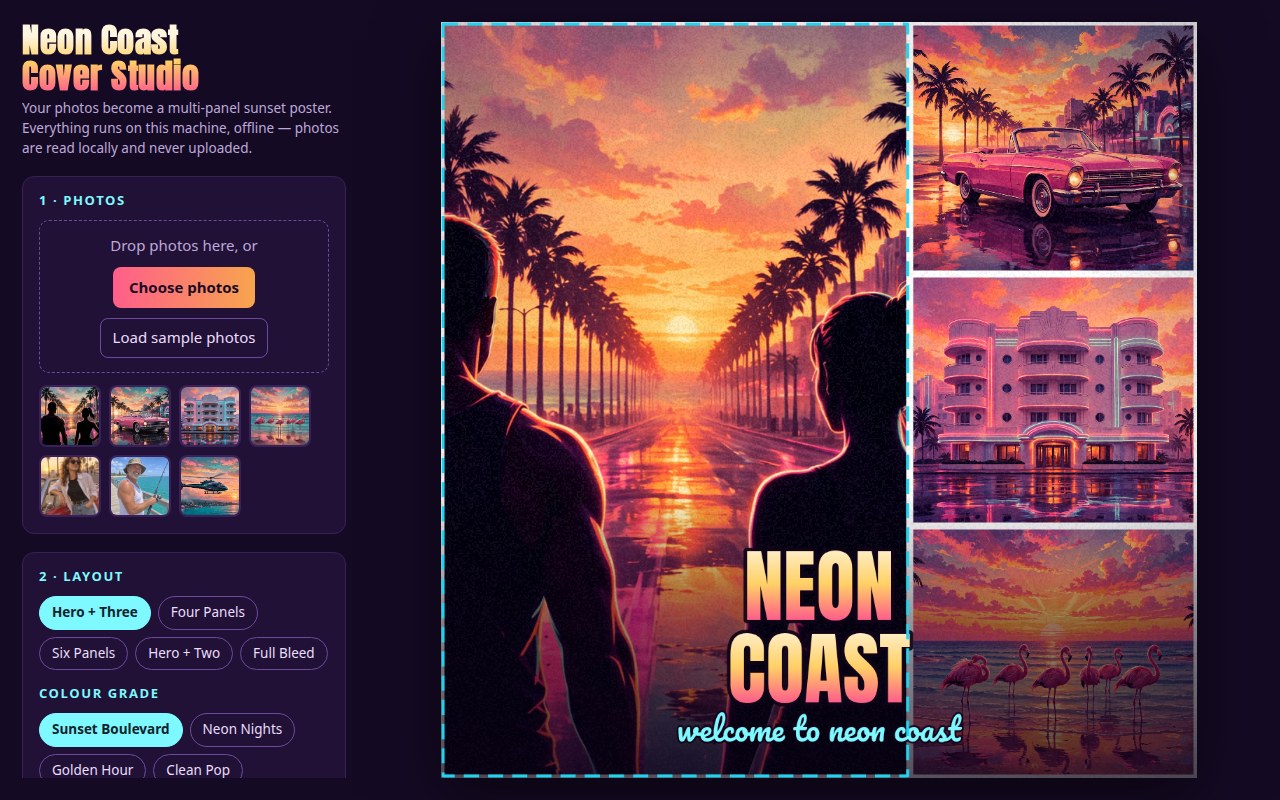 Neon Coast
Cover Studio
Your photos become a multi-panel sunset poster.
Everything runs on this machine, offline — photos
are read locally and never uploaded.
1 · PHOTOS
Drop photos here, or
Choose photos
Load sample photos
2 · LAYOUT
Hero + Three
Four Panels
Six Panels
Hero + Two
Full Bleed
COLOUR GRADE
Sunset Boulevard
Neon Nights
Golden Hour
Clean Pop
NEON
COAST
welcome to neon coast